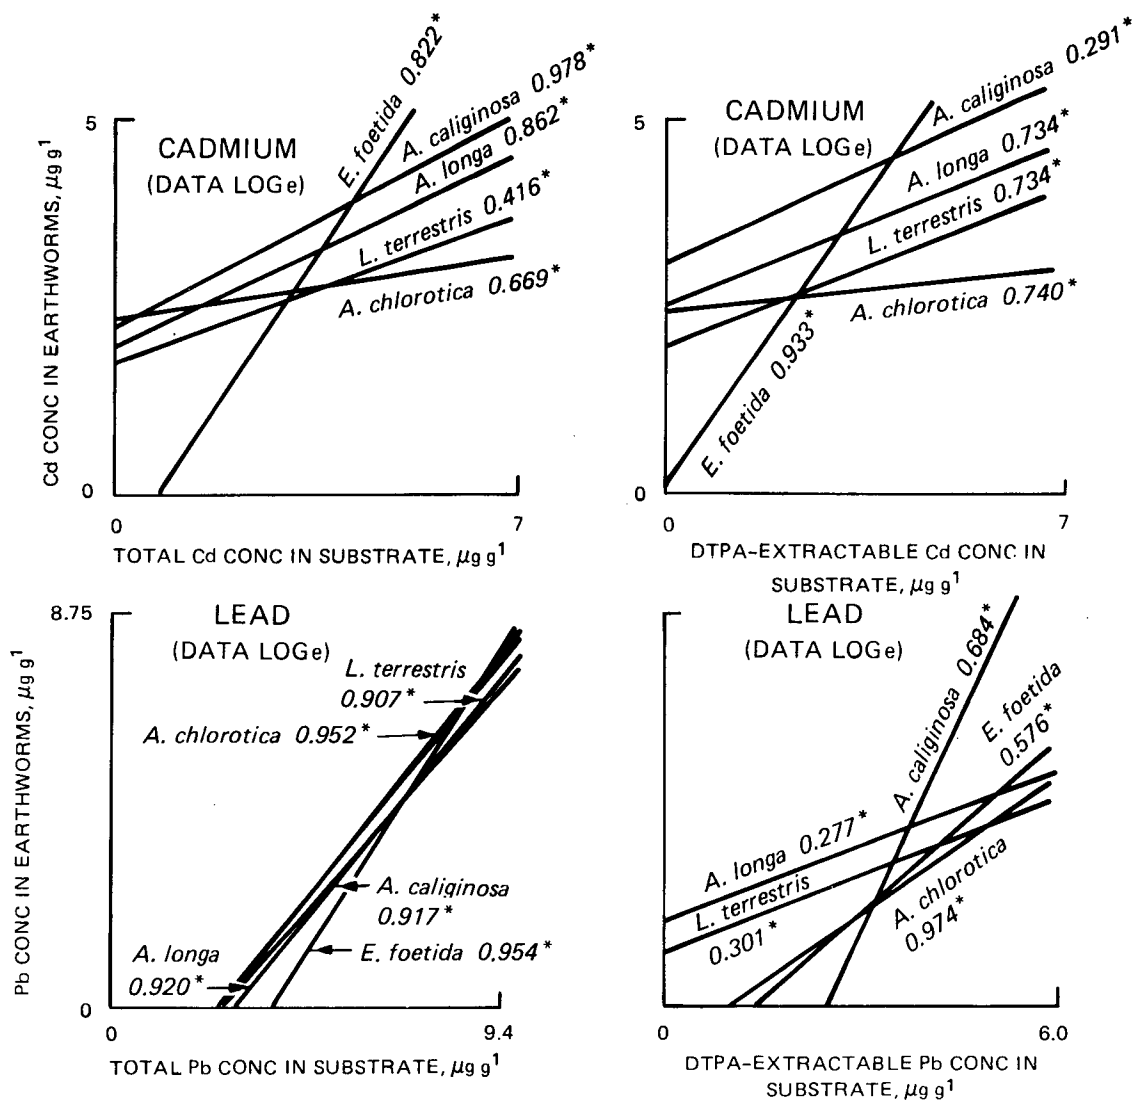 5
CADMIUM
(DATA LOGe)
E. foetida 0.822*
A. caliginosa 0.978*
A. longa 0.862*
L. terrestris 0.416*
A. chlorotica 0.669*
Cd CONC IN EARTHWORMS, µg g¹
0
0
7
TOTAL Cd CONC IN SUBSTRATE, µg g¹
5
CADMIUM
(DATA LOGe)
A. caliginosa 0.291*
A. longa 0.734*
L. terrestris 0.734*
A. chlorotica 0.740*
E. foetida 0.933*
0
0
7
DTPA-EXTRACTABLE Cd CONC IN
SUBSTRATE, µg g¹
8.75
LEAD
(DATA LOGe)
L. terrestris
0.907*
A. chlorotica 0.952*
A. caliginosa
0.917*
E. foetida 0.954*
A. longa
0.920*
Pb CONC IN EARTHWORMS, µg g¹
0
0
9.4
TOTAL Pb CONC IN SUBSTRATE, µg g¹
LEAD
(DATA LOGe)
A. caliginosa 0.684*
E. foetida
0.576*
A. longa 0.277*
L. terrestris
0.301*
A. chlorotica
0.974*
0
6.0
DTPA-EXTRACTABLE Pb CONC IN
SUBSTRATE, µg g¹